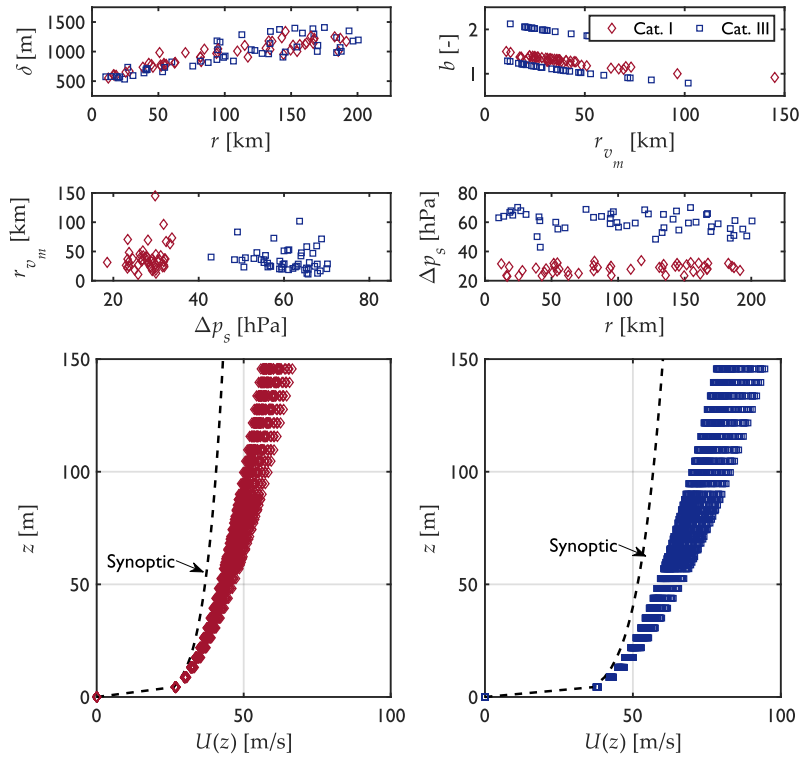 1500
1000
500
δ [m]
0 50 100 150 200
r [km]
2
1
b [-]
Cat. I Cat. III
0 50 100 150
r_{v_m} [km]
150
100
50
0
r_{v_m} [km]
20 40 60 80
Δp_s [hPa]
80
60
40
20
Δp_s [hPa]
0 50 100 150 200
r [km]
150
100
50
0
z [m]
Synoptic
0 50 100
U(z) [m/s]
150
100
50
0
z [m]
Synoptic
0 50 100
U(z) [m/s]